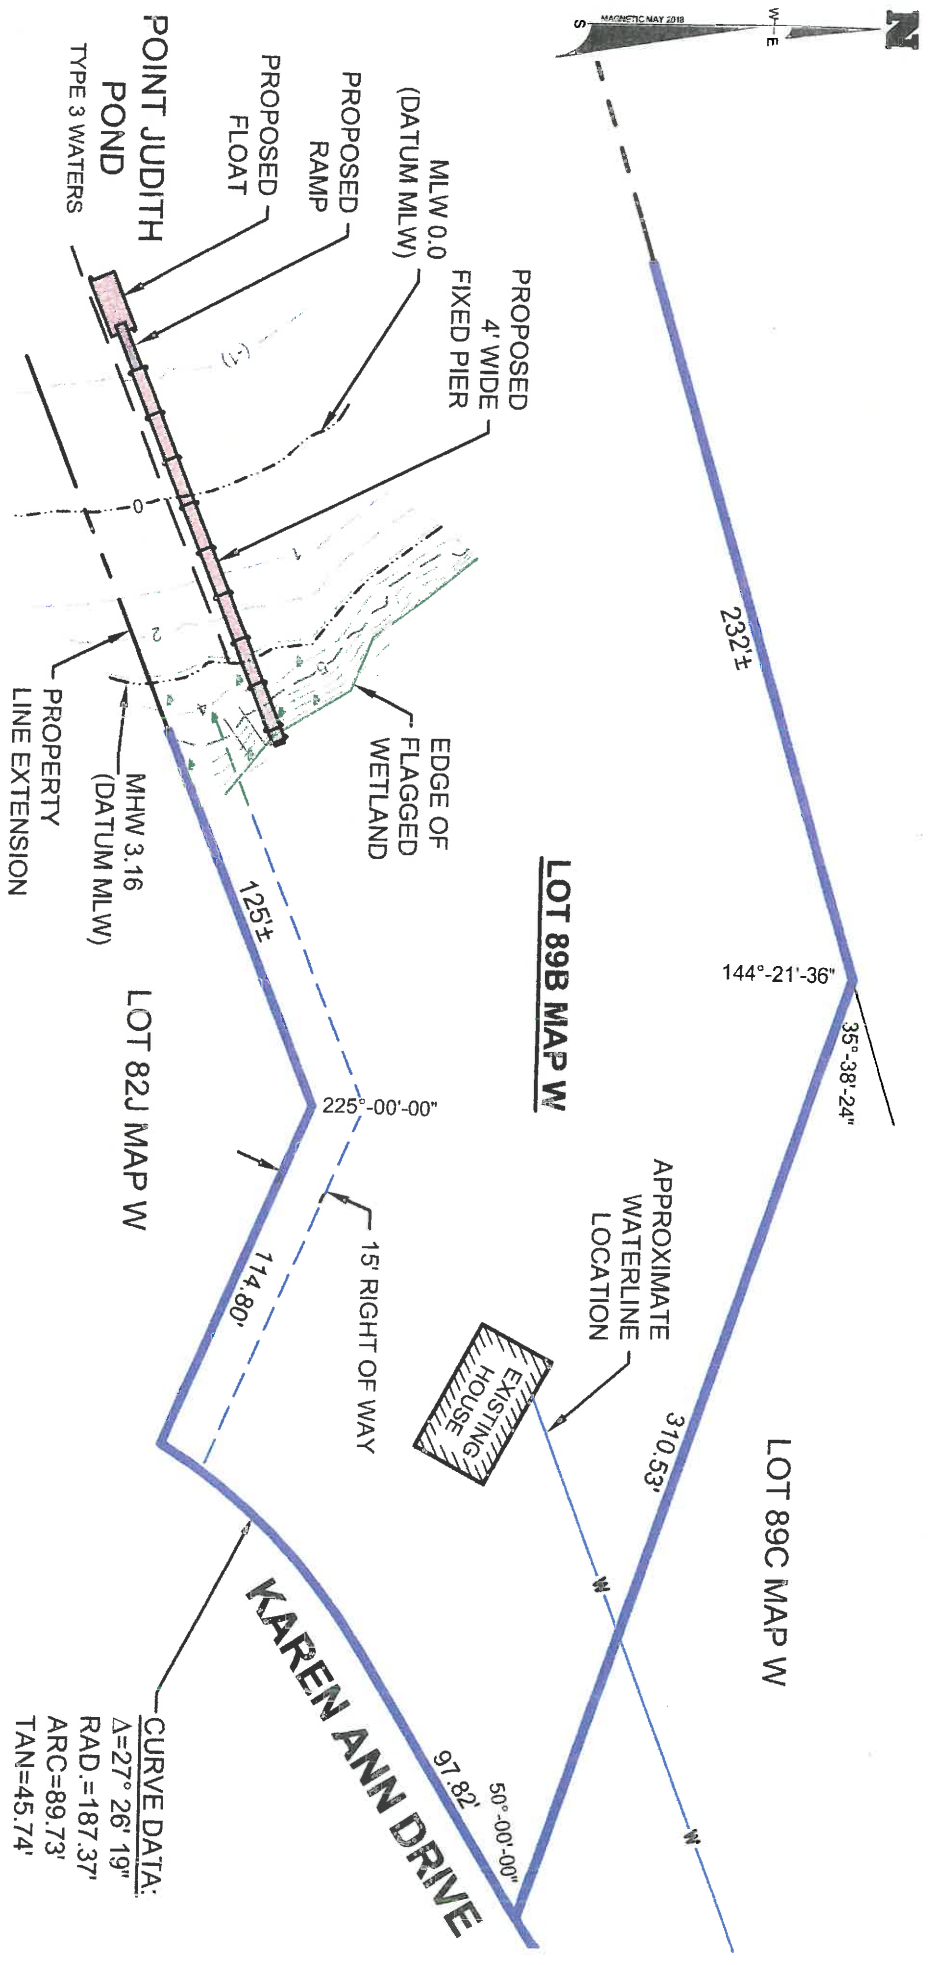 N
W
E
S
MAGNETIC MAY 2018
POINT JUDITH
POND
TYPE 3 WATERS
PROPOSED
FLOAT
PROPOSED
RAMP
MLW 0.0
(DATUM MLW)
PROPOSED
4' WIDE
FIXED PIER
(-1)
0
1
2
4
5
EDGE OF
FLAGGED
WETLAND
MHW 3.16
(DATUM MLW)
PROPERTY
LINE EXTENSION
232'±
144°-21'-36"
35°-38'-24"
LOT 89B MAP W
125'±
LOT 82J MAP W
225°-00'-00"
114.80'
15' RIGHT OF WAY
APPROXIMATE
WATERLINE
LOCATION
EXISTING
HOUSE
310.53'
LOT 89C MAP W
W
W
KAREN ANN DRIVE
97.82'
50°-00'-00"
CURVE DATA:
Δ=27° 26' 19"
RAD.=187.37'
ARC=89.73'
TAN=45.74'